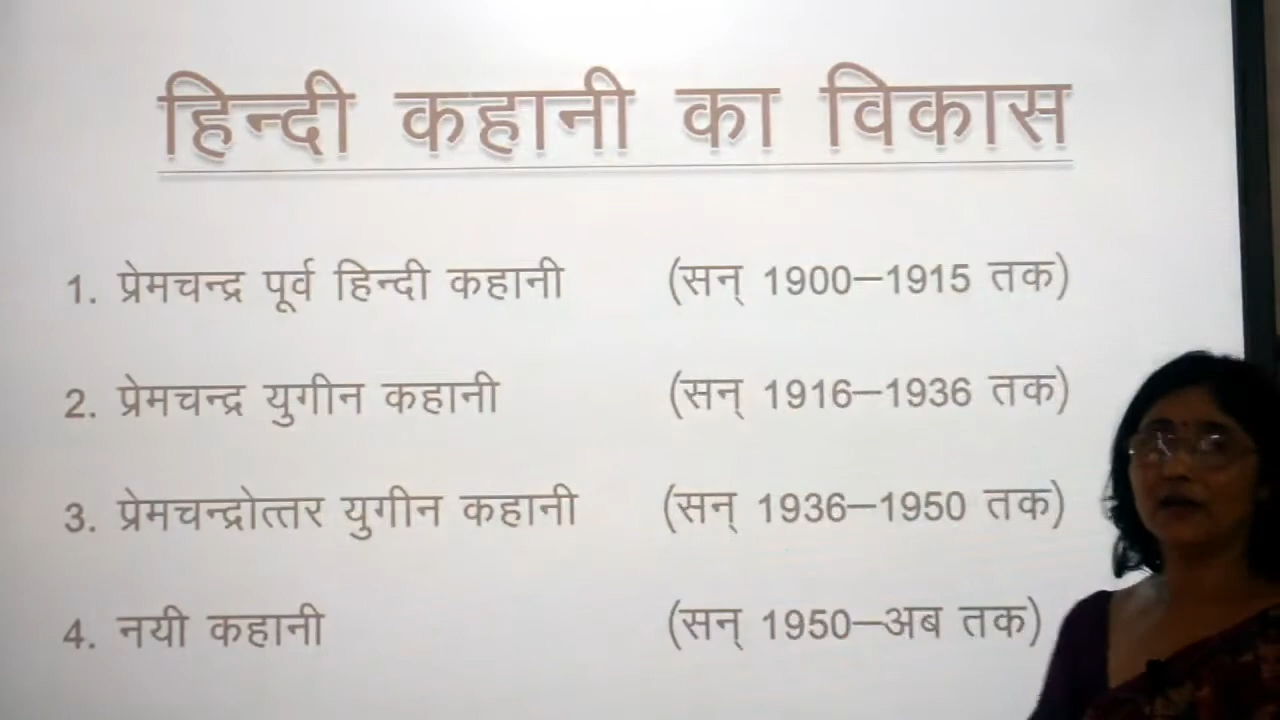 हिन्दी कहानी का विकास
1. प्रेमचन्द्र पूर्व हिन्दी कहानी (सन् 1900–1915 तक)
2. प्रेमचन्द्र युगीन कहानी (सन् 1916–1936 तक)
3. प्रेमचन्द्रोत्तर युगीन कहानी (सन् 1936–1950 तक)
4. नयी कहानी (सन् 1950–अब तक)